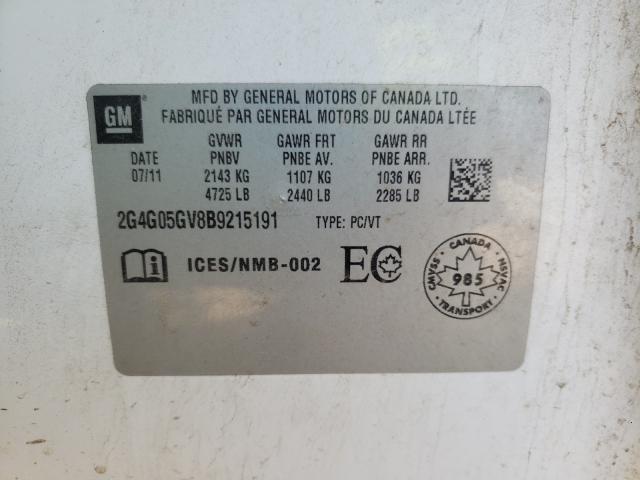 GM
MFD BY GENERAL MOTORS OF CANADA LTD.
FABRIQUÉ PAR GENERAL MOTORS DU CANADA LTÉE
GVWR GAWR FRT GAWR RR
DATE PNBV PNBE AV. PNBE ARR.
07/11 2143 KG 1107 KG 1036 KG
4725 LB 2440 LB 2285 LB
2G4G05GV8B9215191 TYPE: PC/VT
ICES/NMB-002 EC
CANADA
CMVSS 985 NSVAC
TRANSPORT